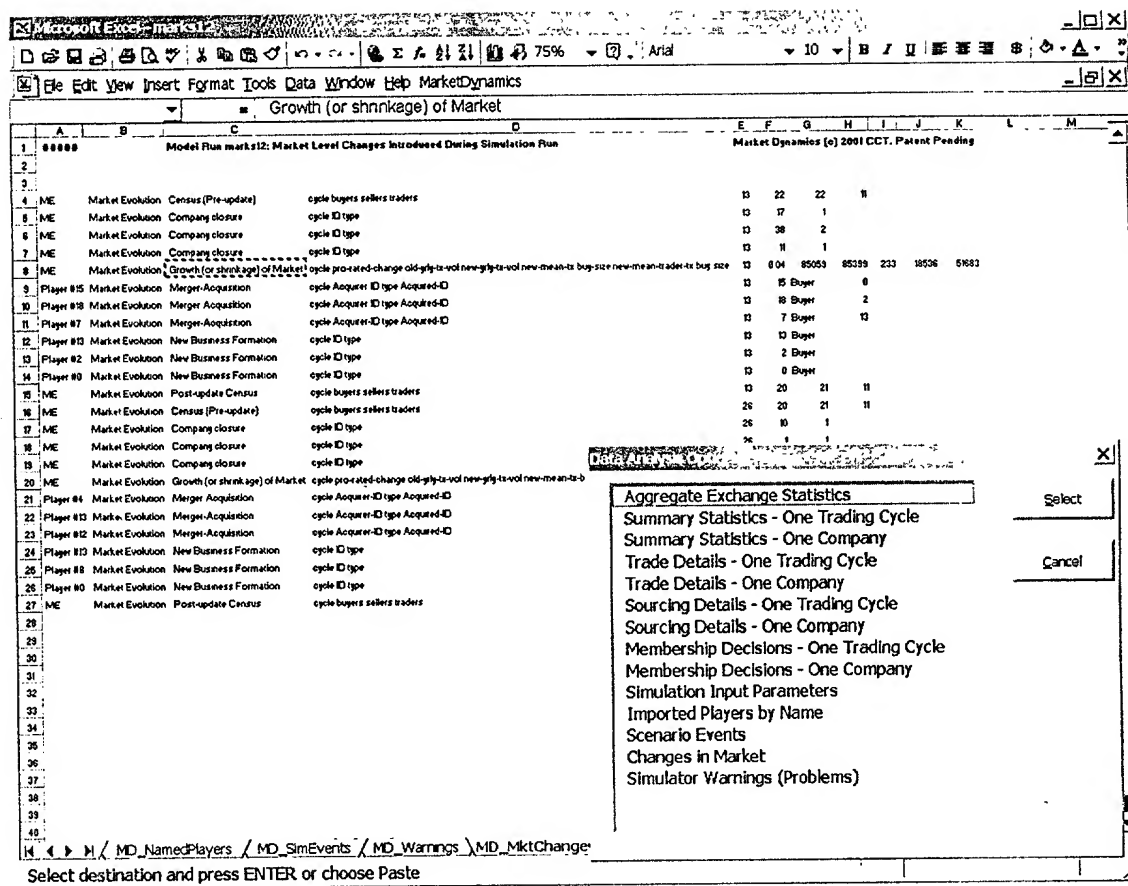 Microsoft Excel - marks12
75% Arial 10 B I U $ A
File Edit View Insert Format Tools Data Window Help MarketDynamics
= Growth (or shrinkage) of Market
A B C D E F G H I J K L M
1 ##### Model Run marks12: Market Level Changes Introduced During Simulation Run Market Dynamics (c) 2001 CCT. Patent Pending
2
3
4 ME Market Evolution Census (Pre-update) cycle buyers sellers traders 13 22 22 11
5 ME Market Evolution Company closure cycle ID type 13 17 1
6 ME Market Evolution Company closure cycle ID type 13 38 2
7 ME Market Evolution Company closure cycle ID type 13 11 1
8 ME Market Evolution Growth (or shrinkage) of Market cycle pro-rated-change old-yrly-tx-vol new-yrly-tx-vol new-mean-tx buy-size new-mean-trader-tx buy size 13 0 04 85059 85399 233 18536 51683
9 Player #15 Market Evolution Merger-Acquisition cycle Acquirer ID type Acquired-ID 13 15 Buyer
10 Player #18 Market Evolution Merger Acquisition cycle Acquirer-ID type Acquired-ID 13 18 Buyer 2
11 Player #7 Market Evolution Merger-Acquisition cycle Acquirer-ID type Acquired-ID 13 7 Buyer 13
12 Player #13 Market Evolution New Business Formation cycle ID type 13 13 Buyer
13 Player #2 Market Evolution New Business Formation cycle ID type 13 2 Buyer
14 Player #0 Market Evolution New Business Formation cycle ID type 13 0 Buyer
15 ME Market Evolution Post-update Census cycle buyers sellers traders 13 20 21 11
16 ME Market Evolution Census (Pre-update) cycle buyers sellers traders 26 20 21 11
17 ME Market Evolution Company closure cycle ID type 26 10 1
18 ME Market Evolution Company closure cycle ID type 26
19 ME Market Evolution Company closure cycle ID type
20 ME Market Evolution Growth (or shrinkage) of Market cycle pro-rated-change old-yrly-tx-vol new-yrly-tx-vol new-mean-tx-b
21 Player #4 Market Evolution Merger Acquisition cycle Acquirer-ID type Acquired-ID
22 Player #13 Market Evolution Merger-Acquisition cycle Acquirer-ID type Acquired-ID
23 Player #12 Market Evolution Merger-Acquisition cycle Acquirer-ID type Acquired-ID
24 Player #13 Market Evolution New Business Formation cycle ID type
25 Player #8 Market Evolution New Business Formation cycle ID type
26 Player #0 Market Evolution New Business Formation cycle ID type
27 ME Market Evolution Post-update Census cycle buyers sellers traders
28
29
30
31
32
33
34
35
36
37
38
39
40
Data Analysis
Aggregate Exchange Statistics
Summary Statistics - One Trading Cycle
Summary Statistics - One Company
Trade Details - One Trading Cycle
Trade Details - One Company
Sourcing Details - One Trading Cycle
Sourcing Details - One Company
Membership Decisions - One Trading Cycle
Membership Decisions - One Company
Simulation Input Parameters
Imported Players by Name
Scenario Events
Changes in Market
Simulator Warnings (Problems)
Select
Cancel
MD_NamedPlayers / MD_SimEvents / MD_Warnings \ MD_MktChange
Select destination and press ENTER or choose Paste